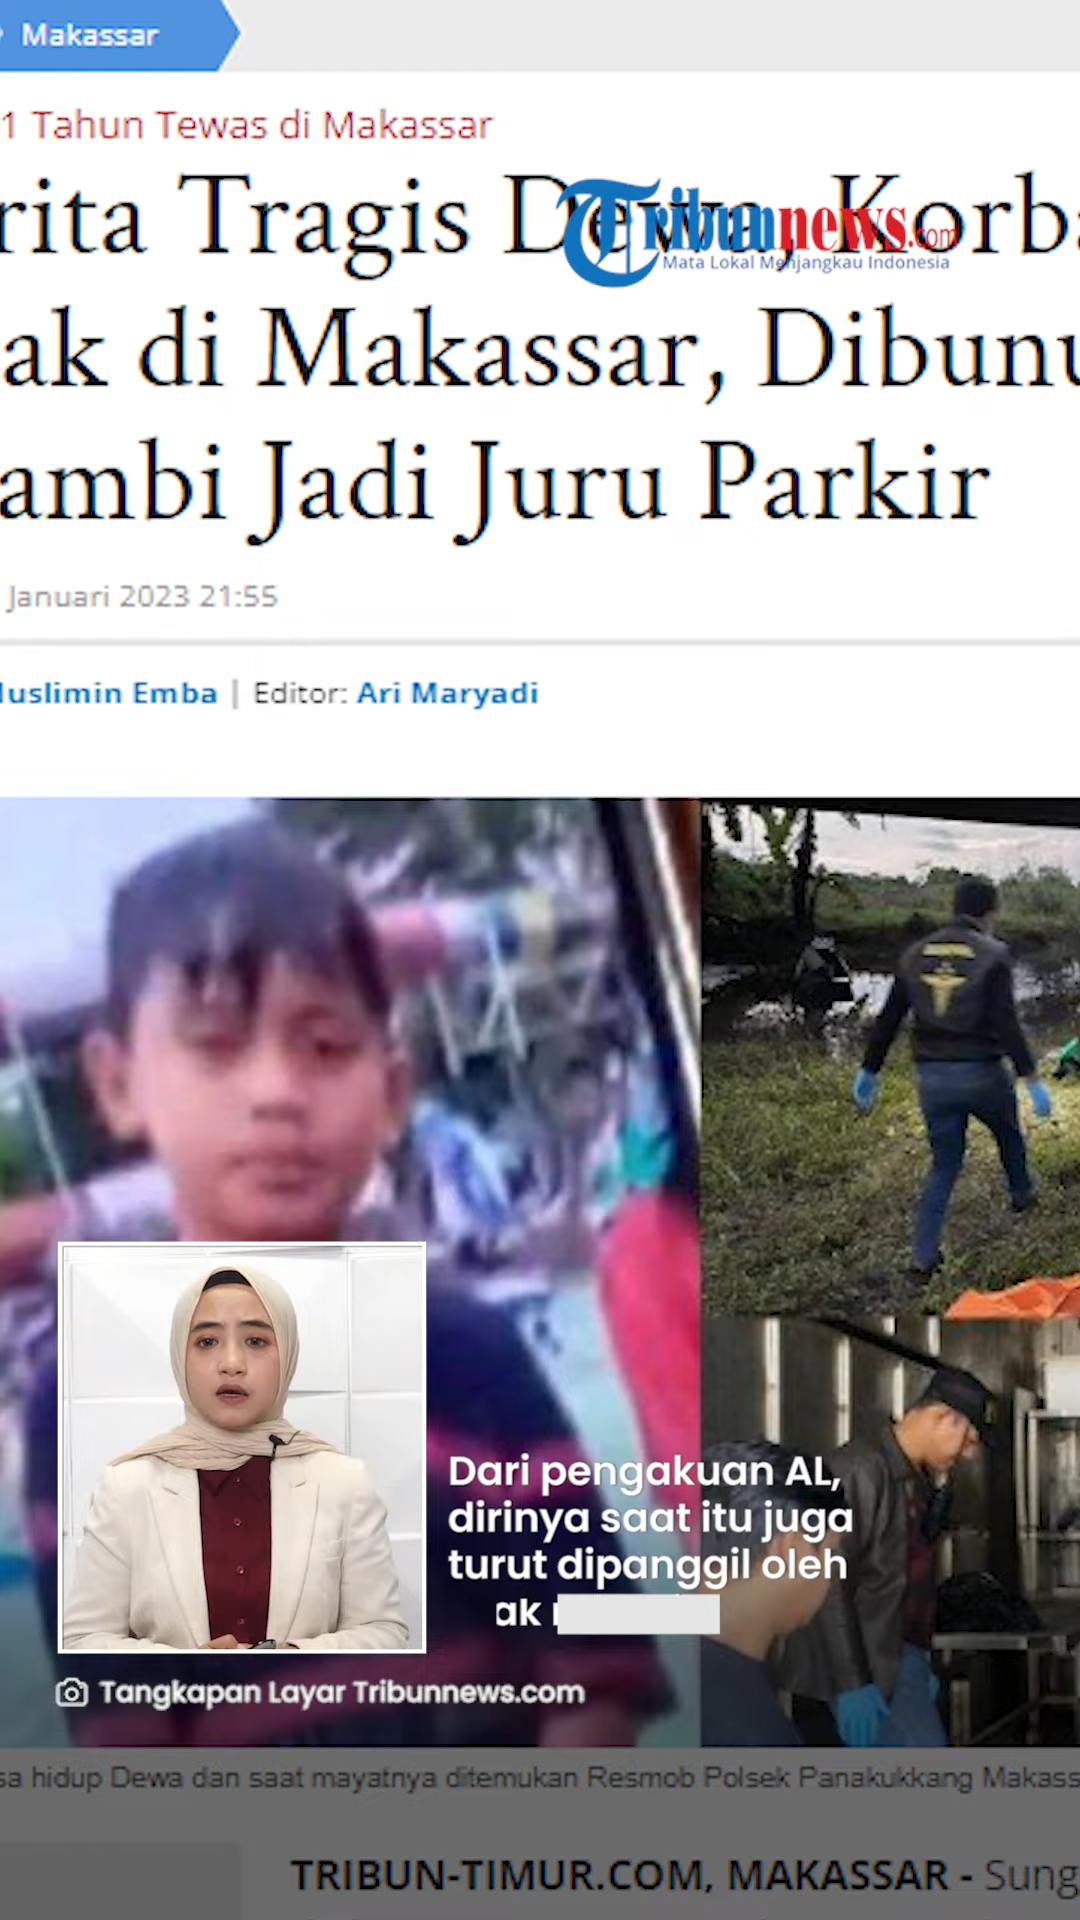 Makassar
1 Tahun Tewas di Makassar
rita Tragis Dewa, Korba
Tribunnews.com
Mata Lokal Menjangkau Indonesia
ak di Makassar, Dibunu
ambi Jadi Juru Parkir
Januari 2023 21:55
Muslimin Emba | Editor: Ari Maryadi
Dari pengakuan AL,
dirinya saat itu juga
turut dipanggil oleh
ak
Tangkapan Layar Tribunnews.com
sa hidup Dewa dan saat mayatnya ditemukan Resmob Polsek Panakukkang Makass
TRIBUN-TIMUR.COM, MAKASSAR - Sung